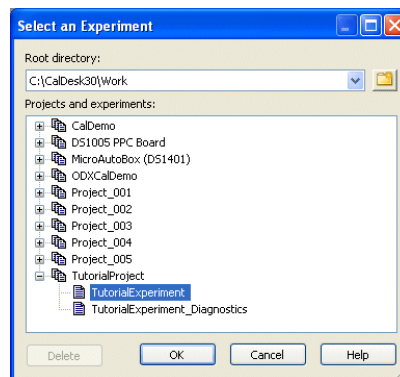 Select an Experiment
Root directory:
C:\CalDesk30\Work
Projects and experiments:
CalDemo
DS1005 PPC Board
MicroAutoBox (DS1401)
ODXCalDemo
Project_001
Project_002
Project_003
Project_004
Project_005
TutorialProject
TutorialExperiment
TutorialExperiment_Diagnostics
Delete OK Cancel Help